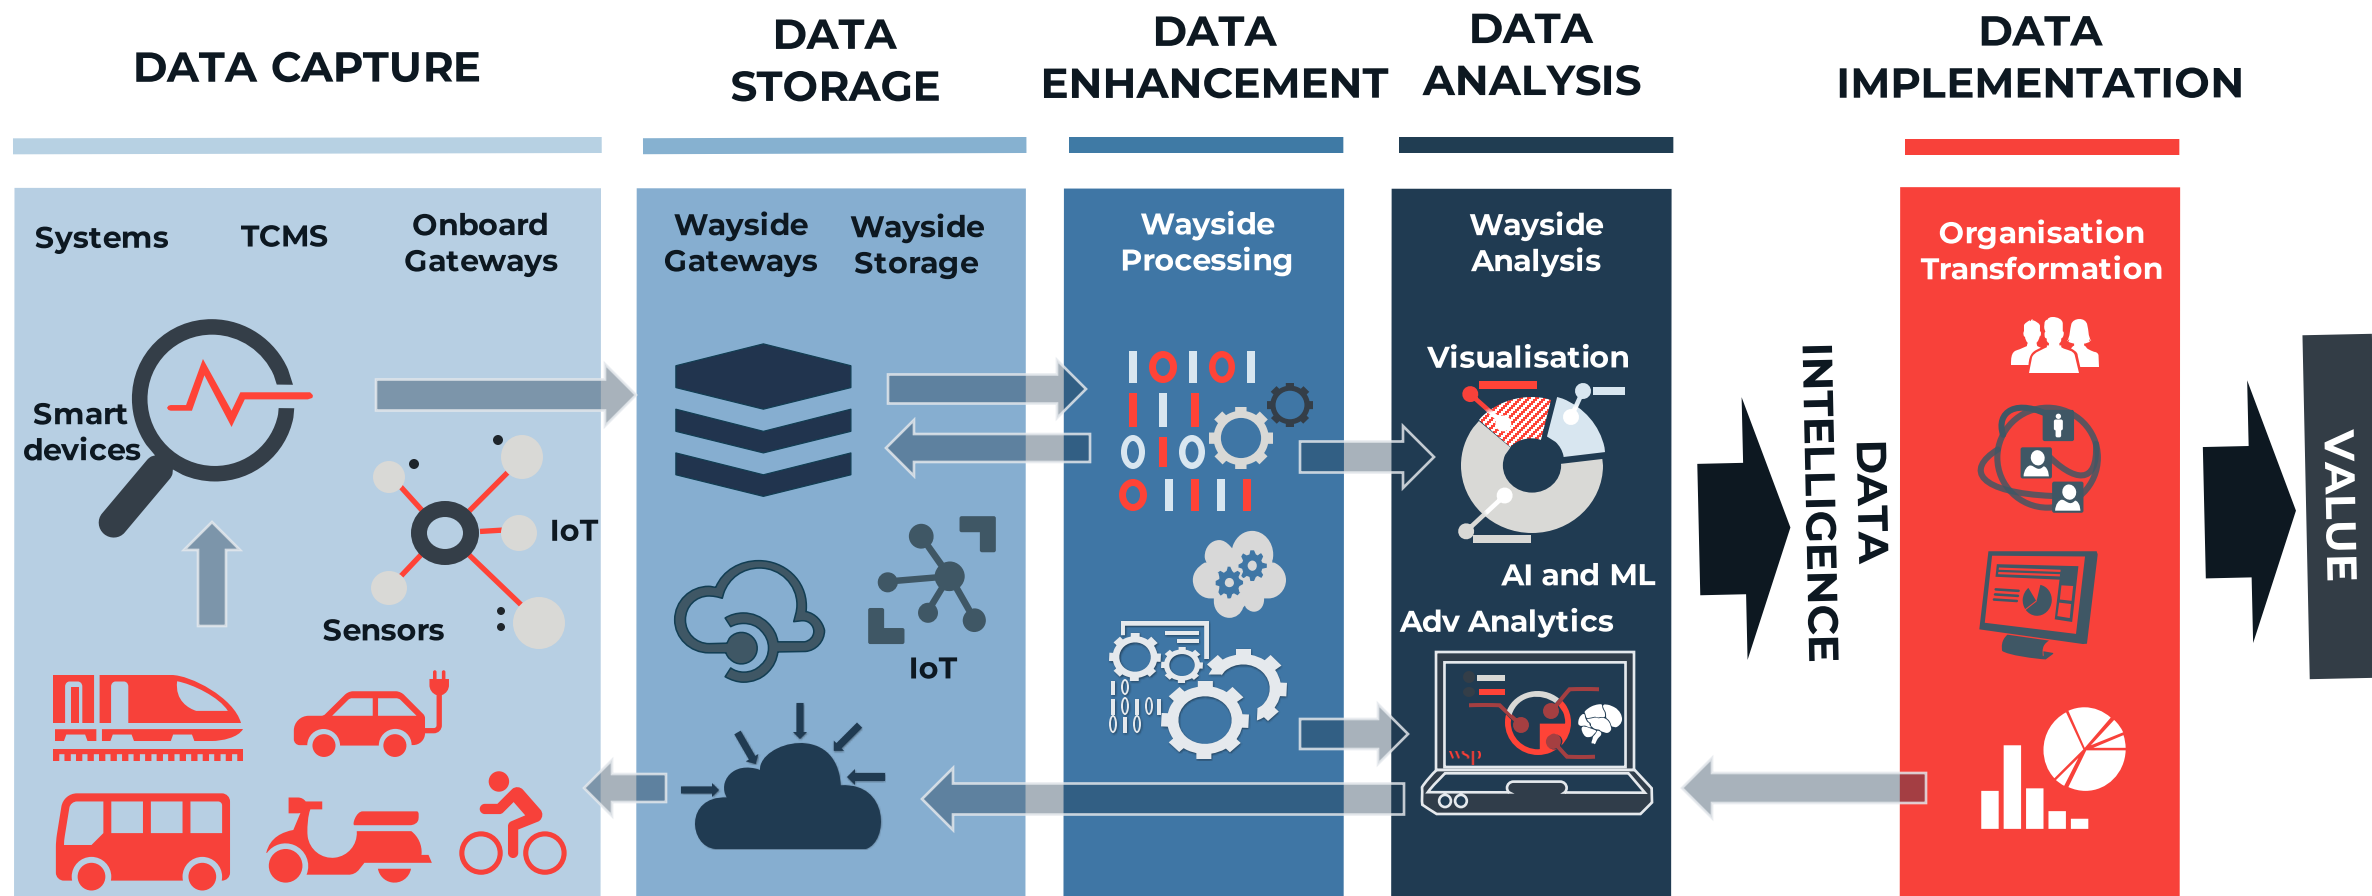 DATA CAPTURE
DATA
STORAGE
DATA
ENHANCEMENT
DATA
ANALYSIS
DATA
IMPLEMENTATION
Systems
TCMS
Onboard
Gateways
Smart
devices
IoT
Sensors
Wayside
Gateways
Wayside
Storage
IoT
Wayside
Processing
Wayside
Analysis
Visualisation
AI and ML
Adv Analytics
wsp
DATA
INTELLIGENCE
Organisation
Transformation
VALUE